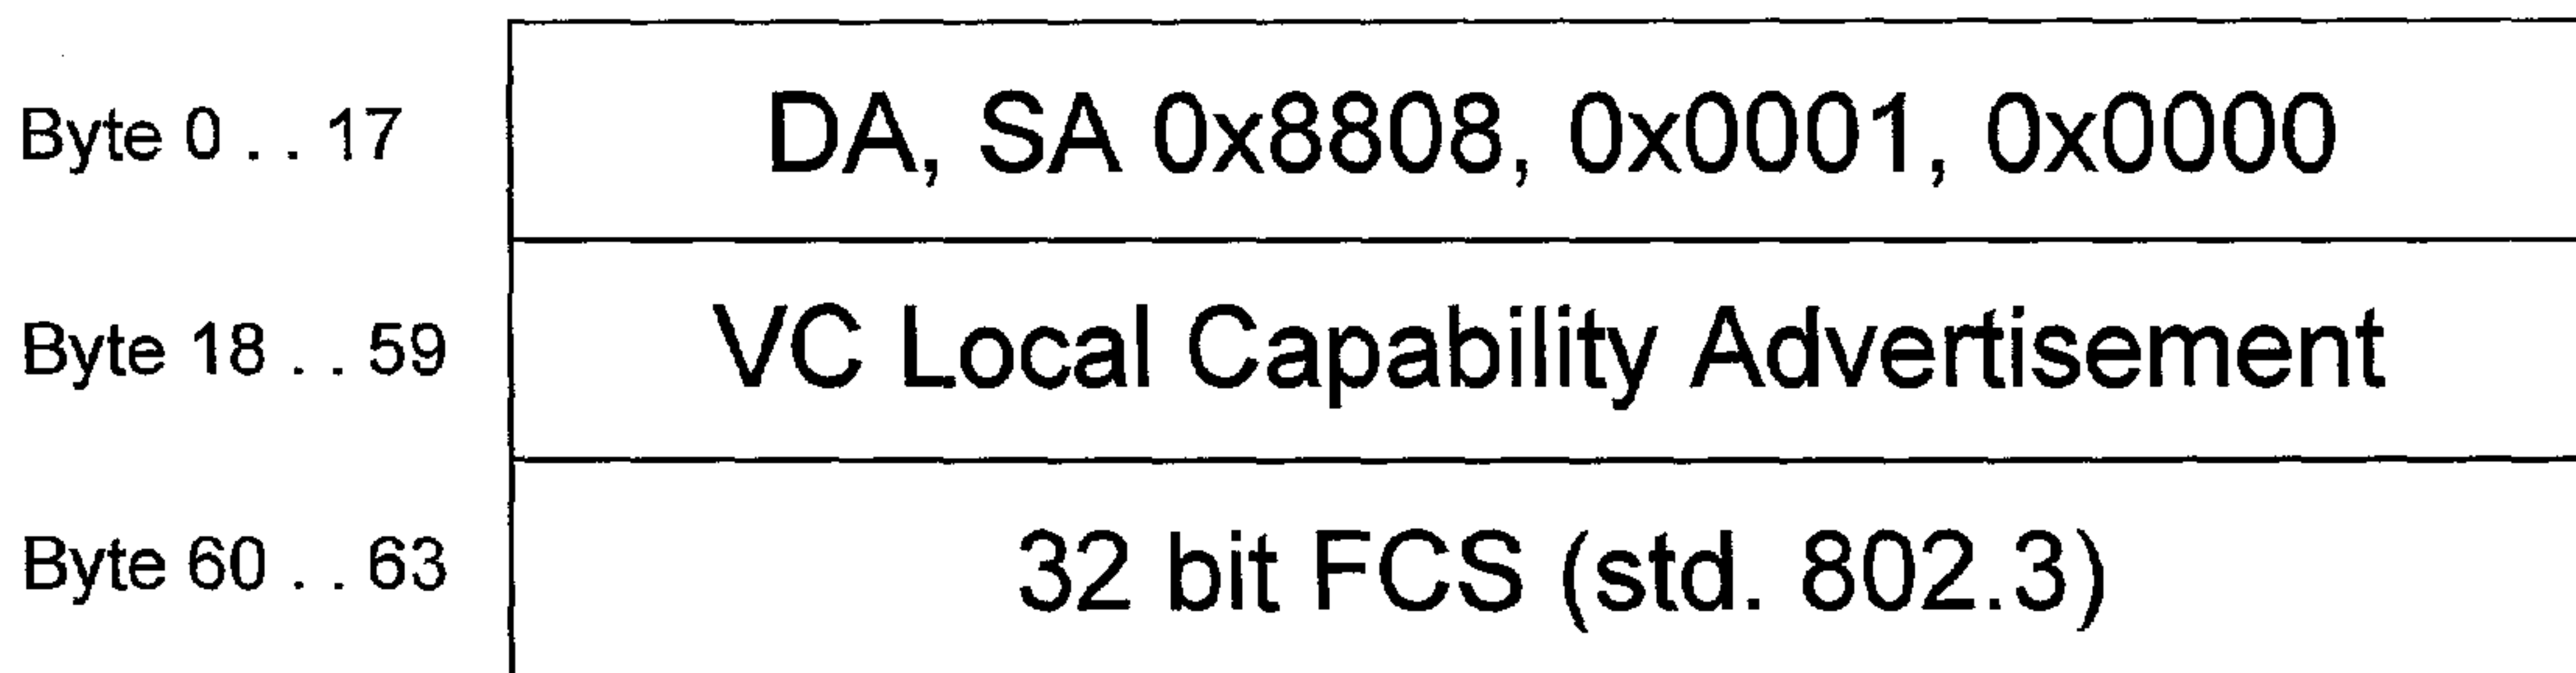 Byte 0 . . 17 DA, SA 0x8808, 0x0001, 0x0000
Byte 18 . . 59 VC Local Capability Advertisement
Byte 60 . . 63 32 bit FCS (std. 802.3)